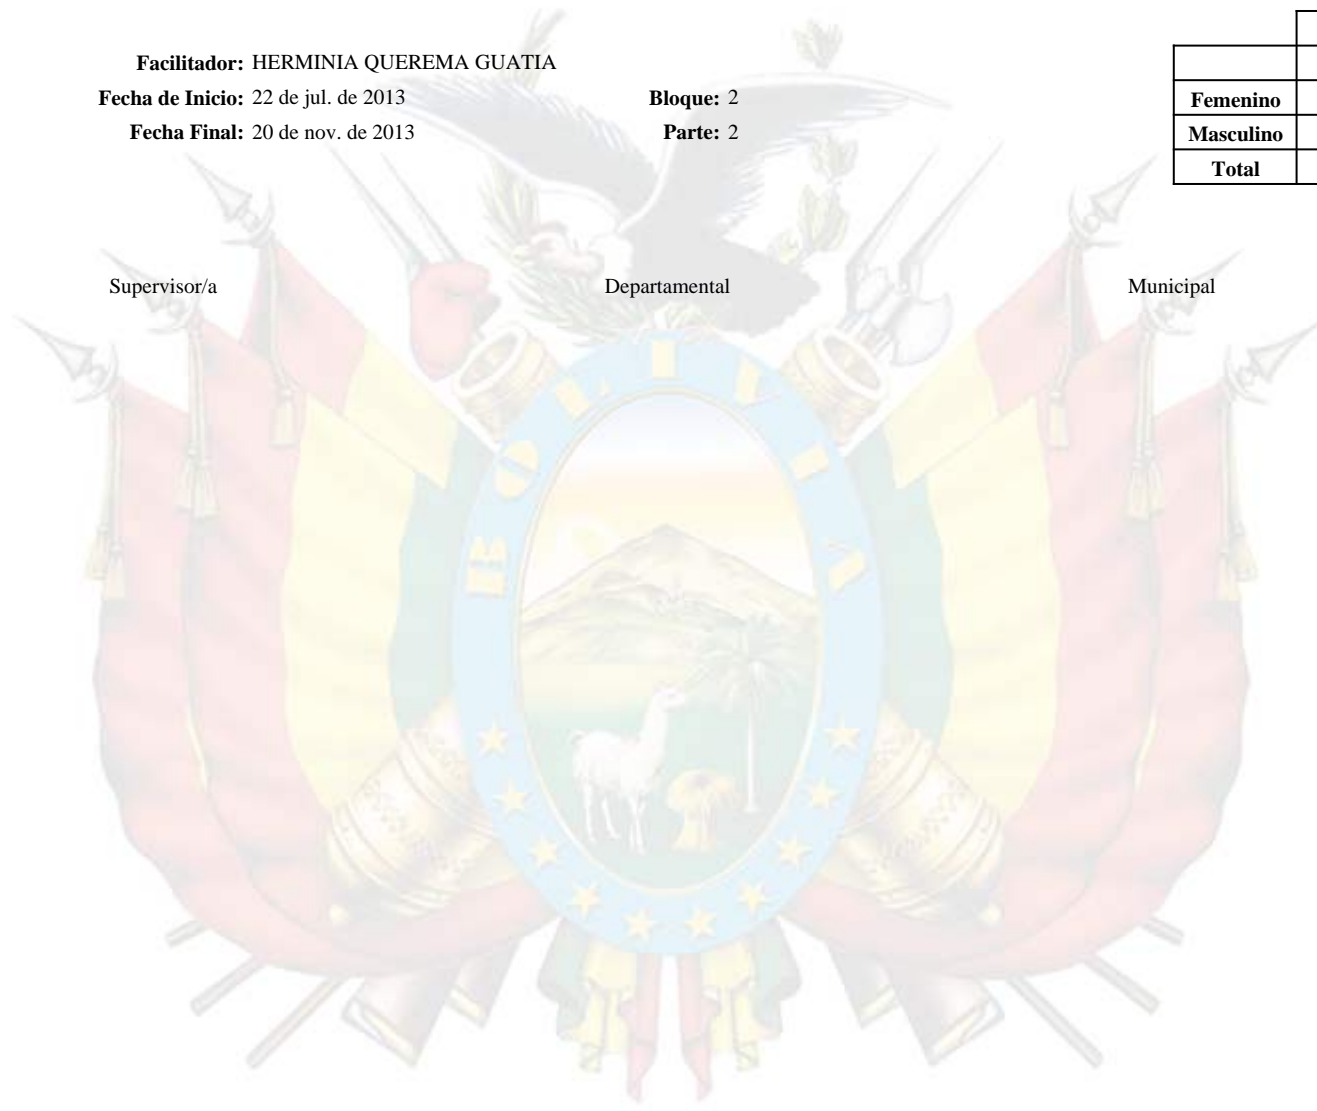 Facilitador: HERMINIA QUEREMA GUATIA
Fecha de Inicio: 22 de jul. de 2013 Bloque: 2
Fecha Final: 20 de nov. de 2013 Parte: 2
Femenino
Masculino
Total
Supervisor/a Departamental Municipal
BOLIVIA